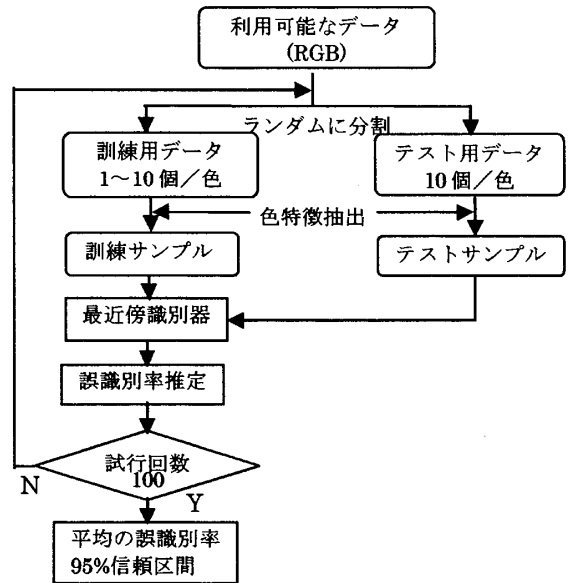 利用可能なデータ
(RGB)
ランダムに分割
訓練用データ
1～10個／色
テスト用データ
10個／色
色特徴抽出
訓練サンプル
テストサンプル
最近傍識別器
誤識別率推定
試行回数
100
N
Y
平均の誤識別率
95%信頼区間